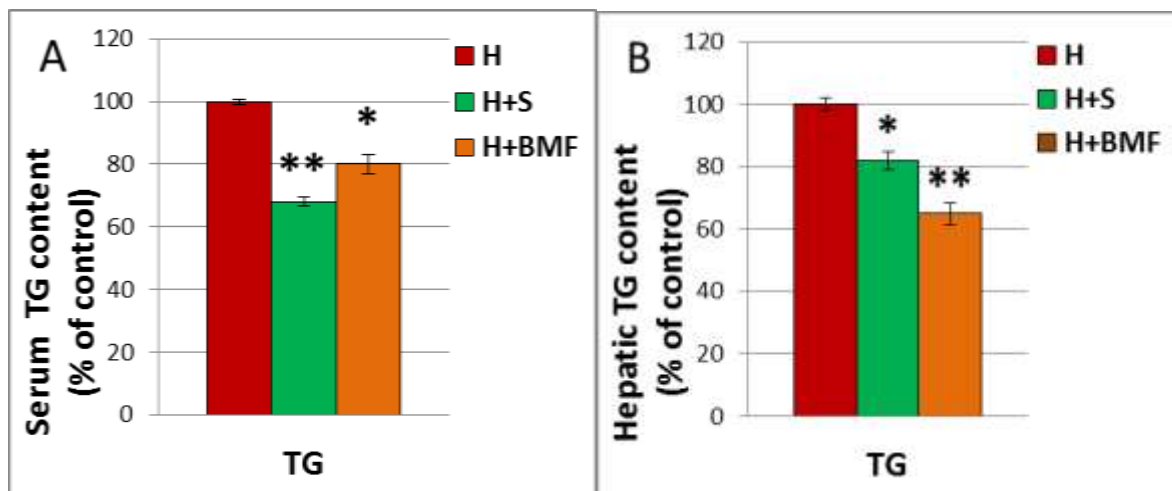 A
Serum TG content
(% of control)
120
100
80
60
40
20
0
**
*
TG
H
H+S
H+BMF
B
Hepatic TG content
(% of control)
120
100
80
60
40
20
0
*
**
TG
H
H+S
H+BMF